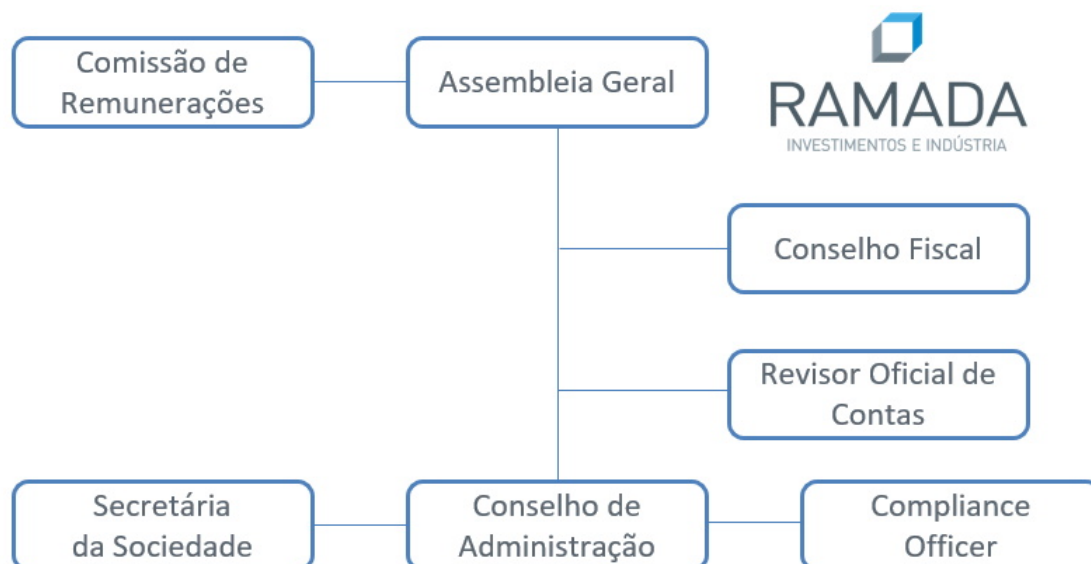 Comissão de
Remunerações
Assembleia Geral
RAMADA
INVESTIMENTOS E INDÚSTRIA
Conselho Fiscal
Revisor Oficial de
Contas
Secretária
da Sociedade
Conselho de
Administração
Compliance
Officer